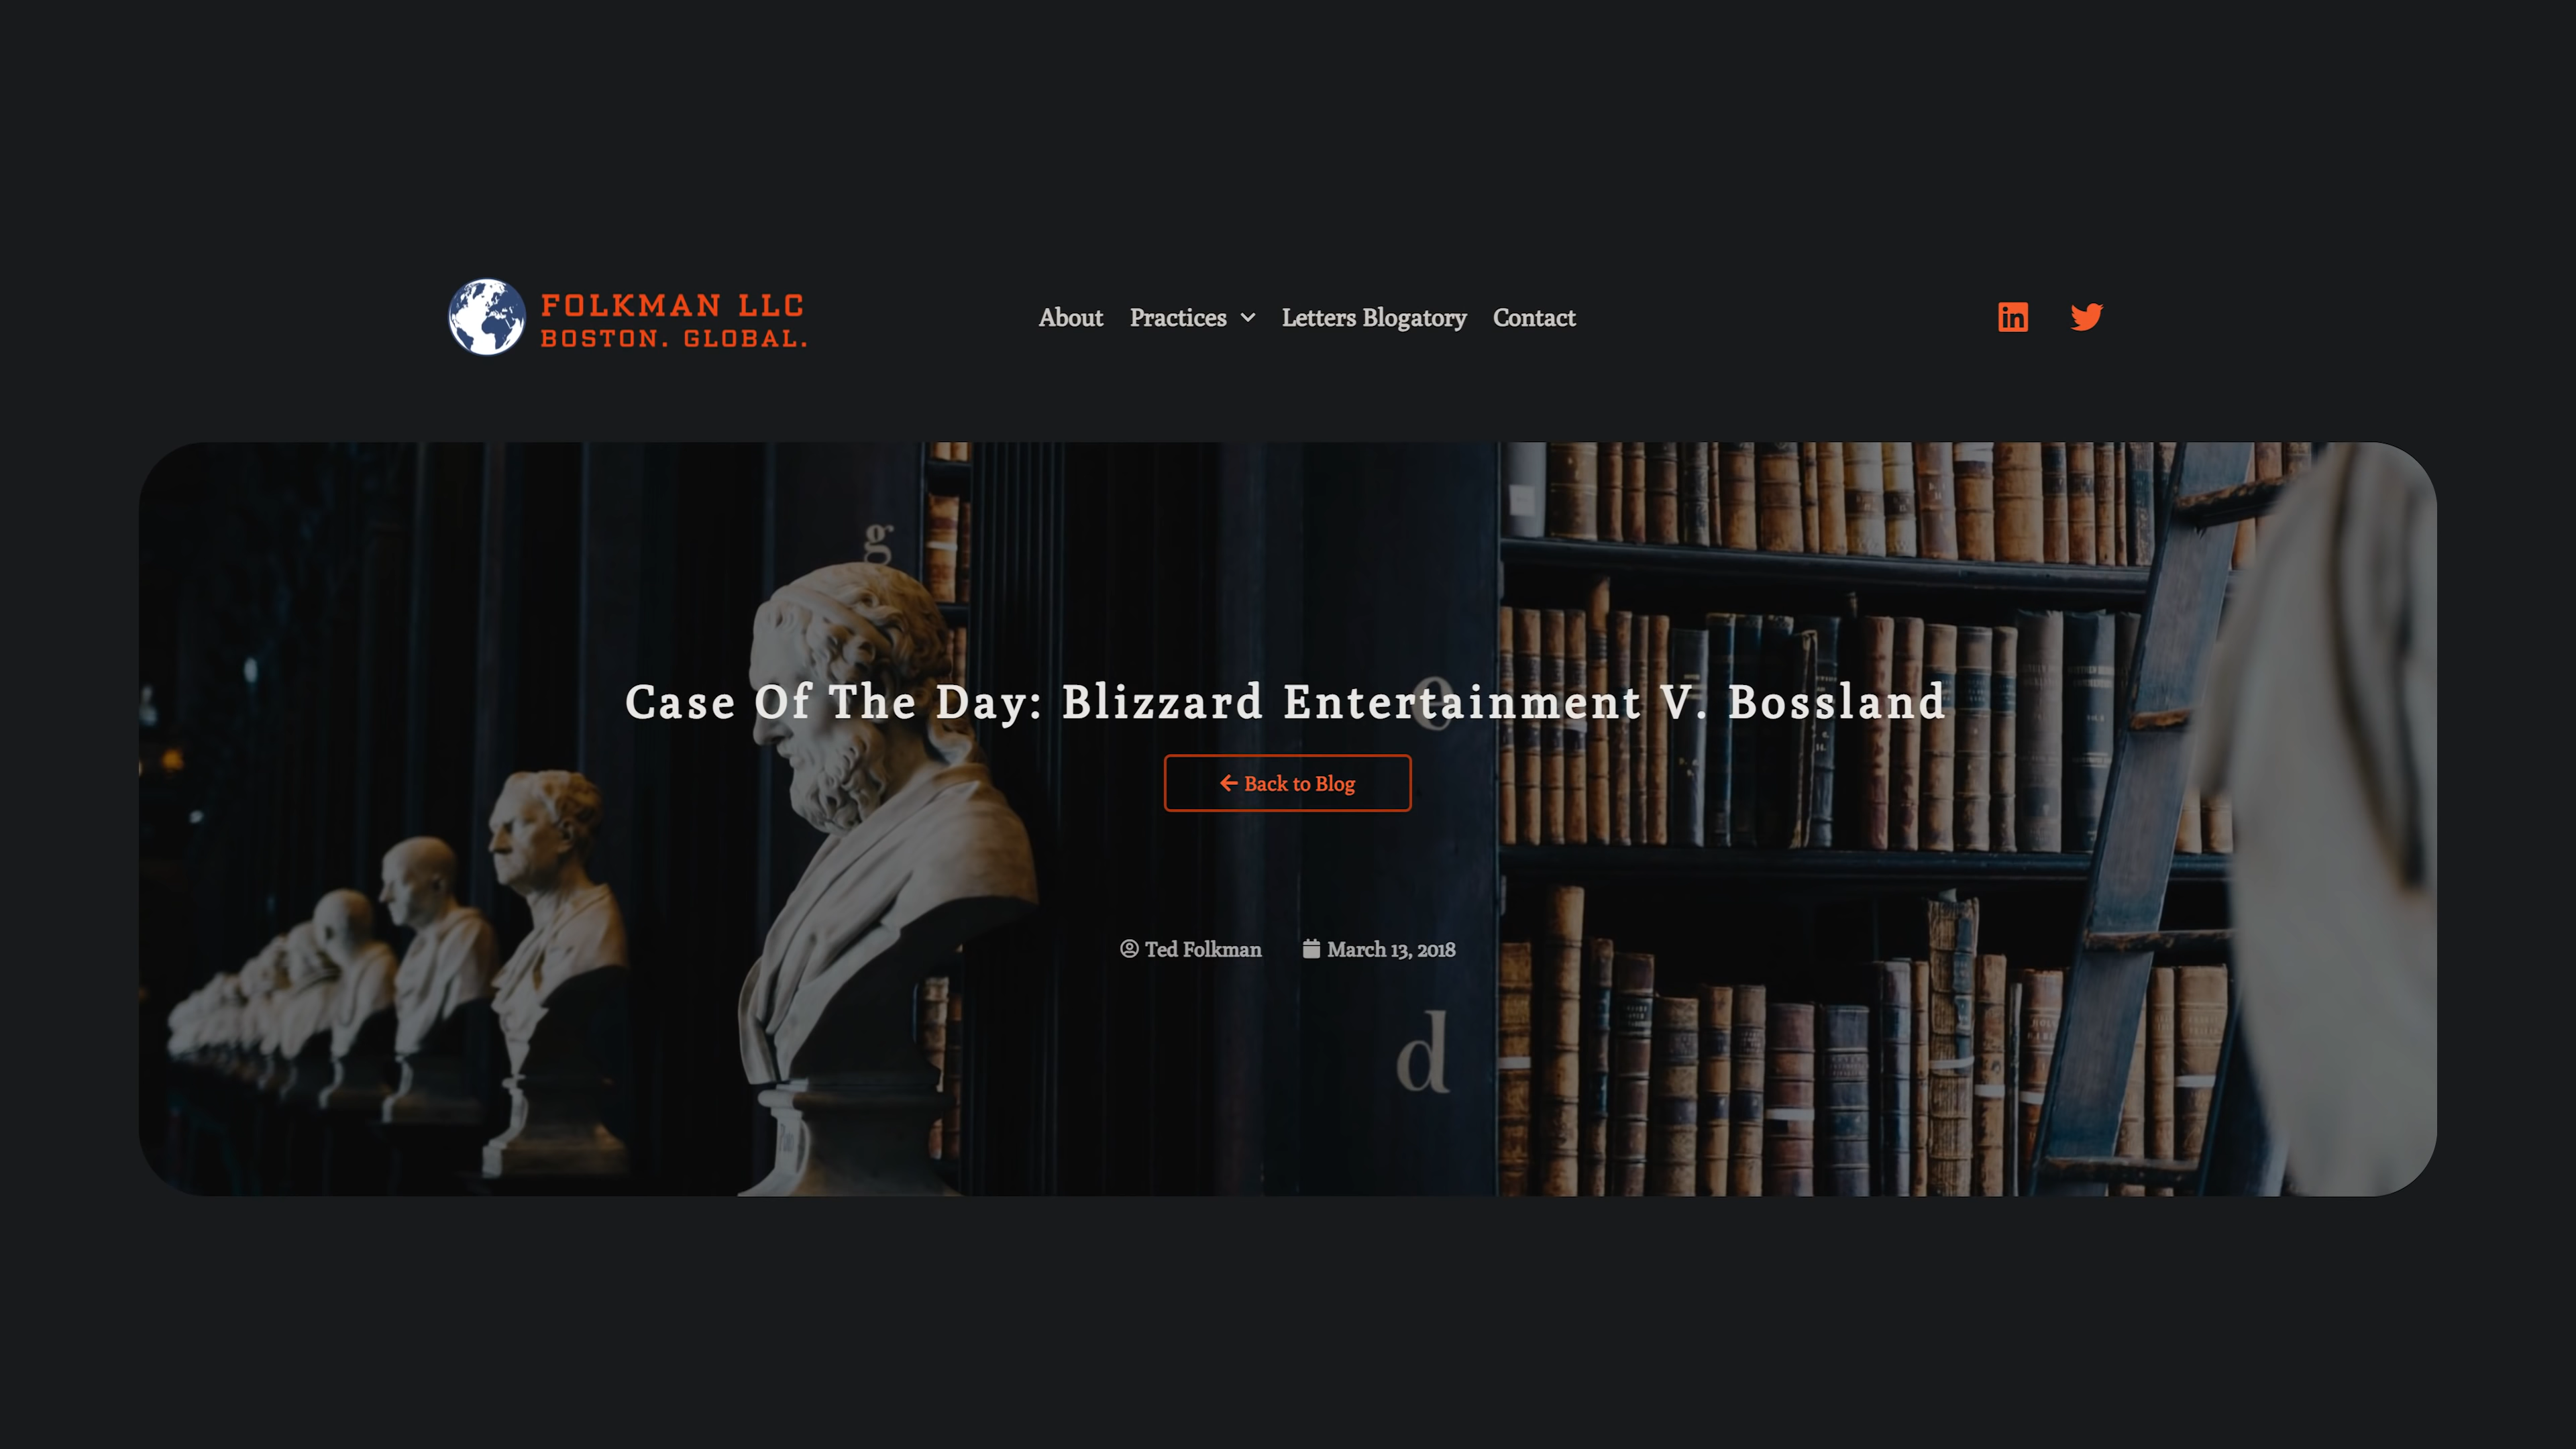 FOLKMAN LLC
BOSTON. GLOBAL.
About Practices Letters Blogatory Contact
g
Case Of The Day: Blizzard Entertainment V. Bossland
e
← Back to Blog
Ted Folkman March 13, 2018
d